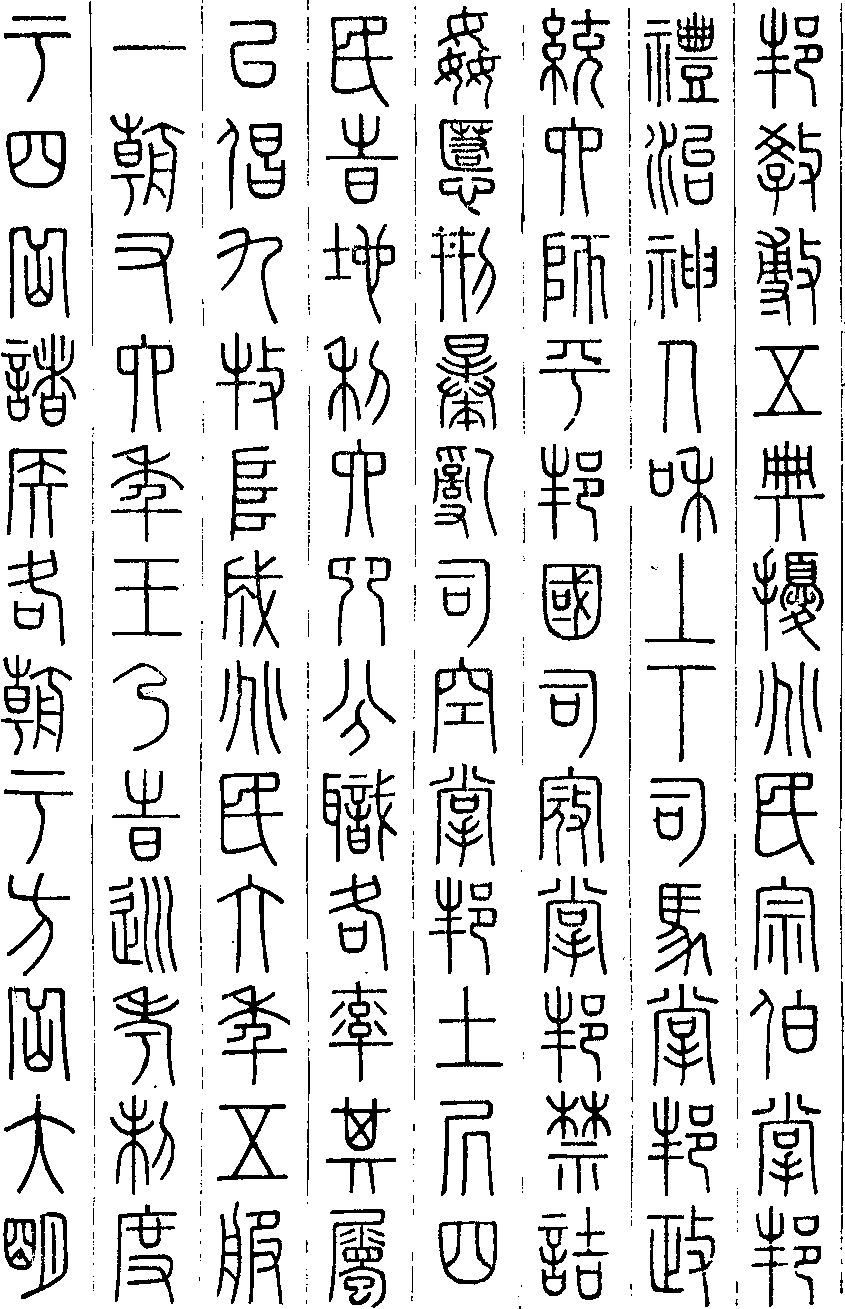 邦教敷五典擾兆民宗伯掌邦
禮治神人和上下司馬掌邦政
統六師平邦國司寇掌邦禁詰
姦慝刑暴亂司空掌邦土居四
民時地利六卿分職各率其屬
以倡九牧阜成兆民六年五服
一朝又六年王乃時巡考制度
于四岳諸侯各朝于方岳大明